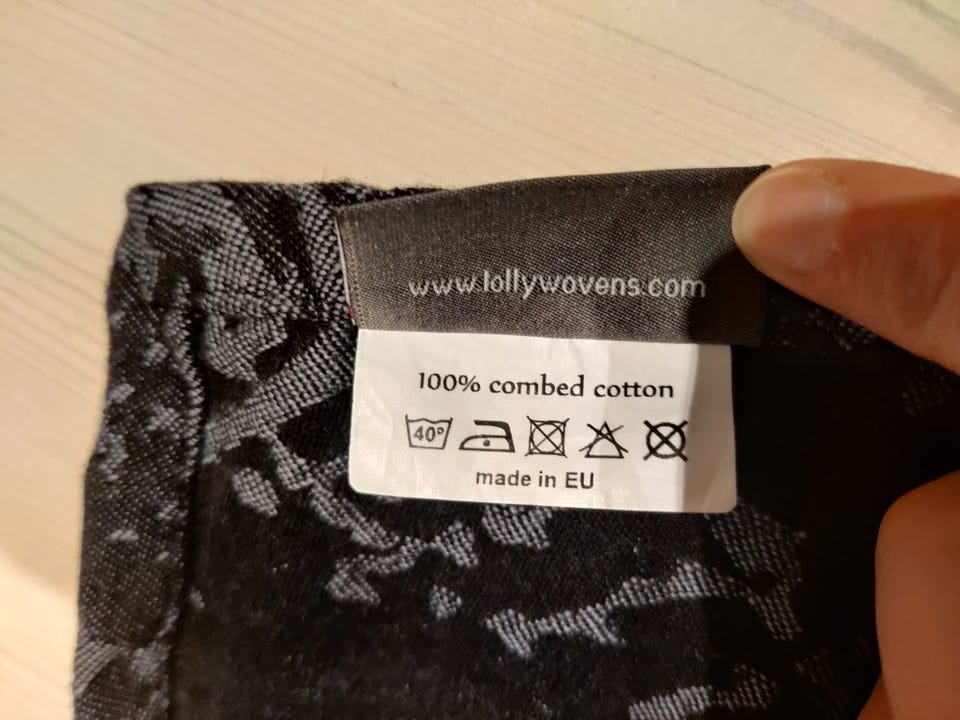 www.lollywovens.com
100% combed cotton
40°
made in EU